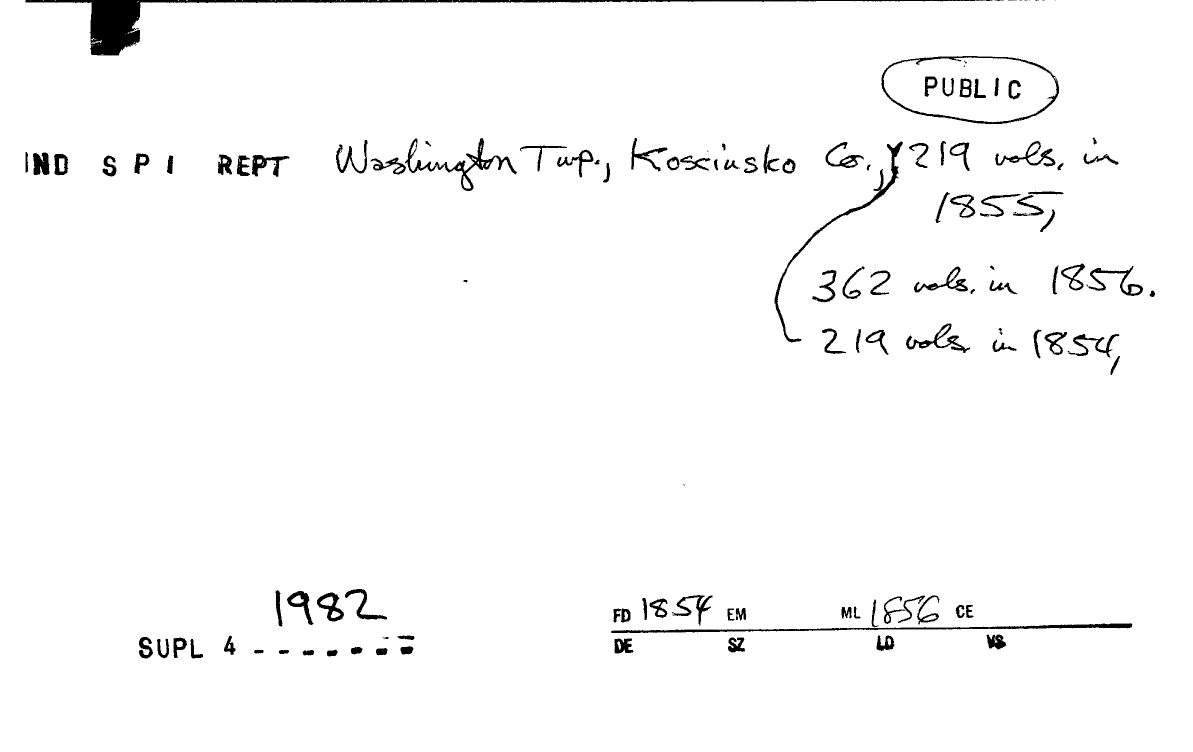 PUBLIC
IND S P I REPT Washington Twp., Kosciusko Co., 219 vols. in
1855,
362 vols. in 1856.
219 vols. in 1854,
1982
SUPL 4 - - - - - - =
FD 1854 EM ML 1856 CE
DE SZ LD VS